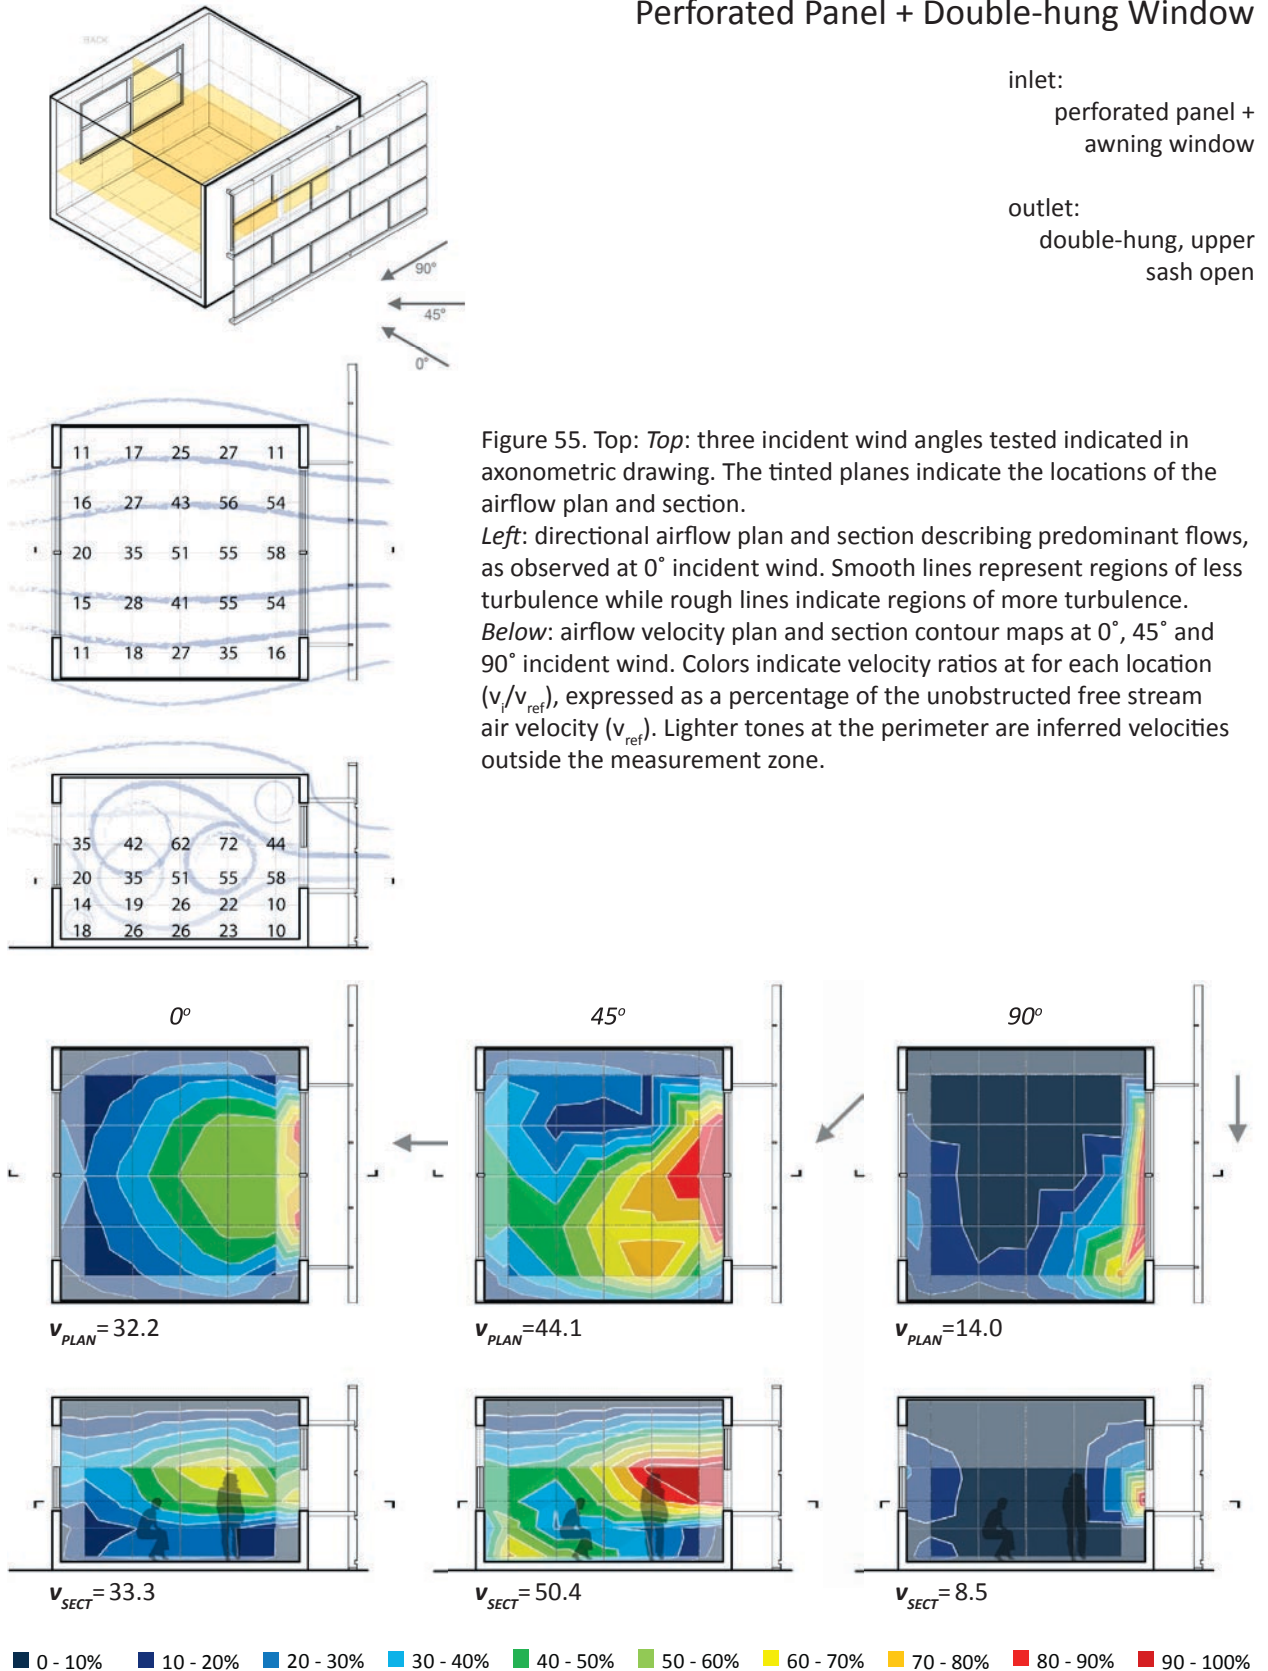 Perforated Panel + Double-hung Window
BACK
inlet:
perforated panel +
awning window
outlet:
double-hung, upper
sash open
90°
45°
0°
11 17 25 27 11
16 27 43 56 54
20 35 51 55 58
15 28 41 55 54
11 18 27 35 16
Figure 55. Top: Top: three incident wind angles tested indicated in
axonometric drawing. The tinted planes indicate the locations of the
airflow plan and section.
Left: directional airflow plan and section describing predominant flows,
as observed at 0˚ incident wind. Smooth lines represent regions of less
turbulence while rough lines indicate regions of more turbulence.
Below: airflow velocity plan and section contour maps at 0˚, 45˚ and
90˚ incident wind. Colors indicate velocity ratios at for each location
(vi/vref), expressed as a percentage of the unobstructed free stream
air velocity (vref). Lighter tones at the perimeter are inferred velocities
outside the measurement zone.
35 42 62 72 44
20 35 51 55 58
14 19 26 22 10
18 26 26 23 10
0° 45° 90°
vPLAN= 32.2 vPLAN=44.1 vPLAN=14.0
vSECT= 33.3 vSECT= 50.4 vSECT= 8.5
0 - 10% 10 - 20% 20 - 30% 30 - 40% 40 - 50% 50 - 60% 60 - 70% 70 - 80% 80 - 90% 90 - 100%